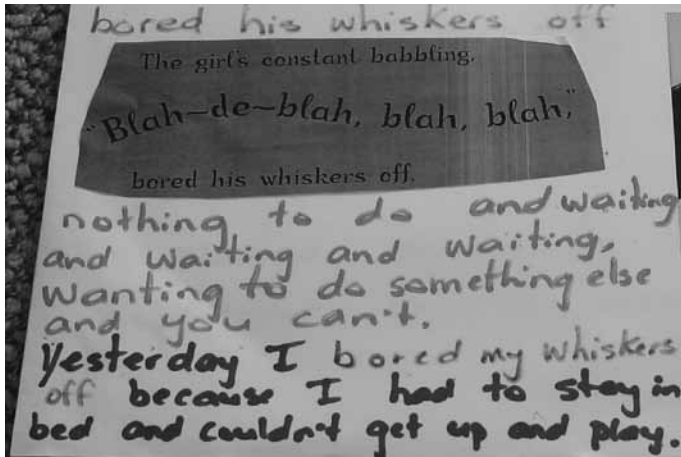 bored his whiskers off
The girl's constant babbling,
"Blah-de-blah, blah, blah,"
bored his whiskers off.
nothing to do and waiting
and waiting and waiting,
wanting to do something else
and you can't.
Yesterday I bored my whiskers
off because I had to stay in
bed and couldn't get up and play.